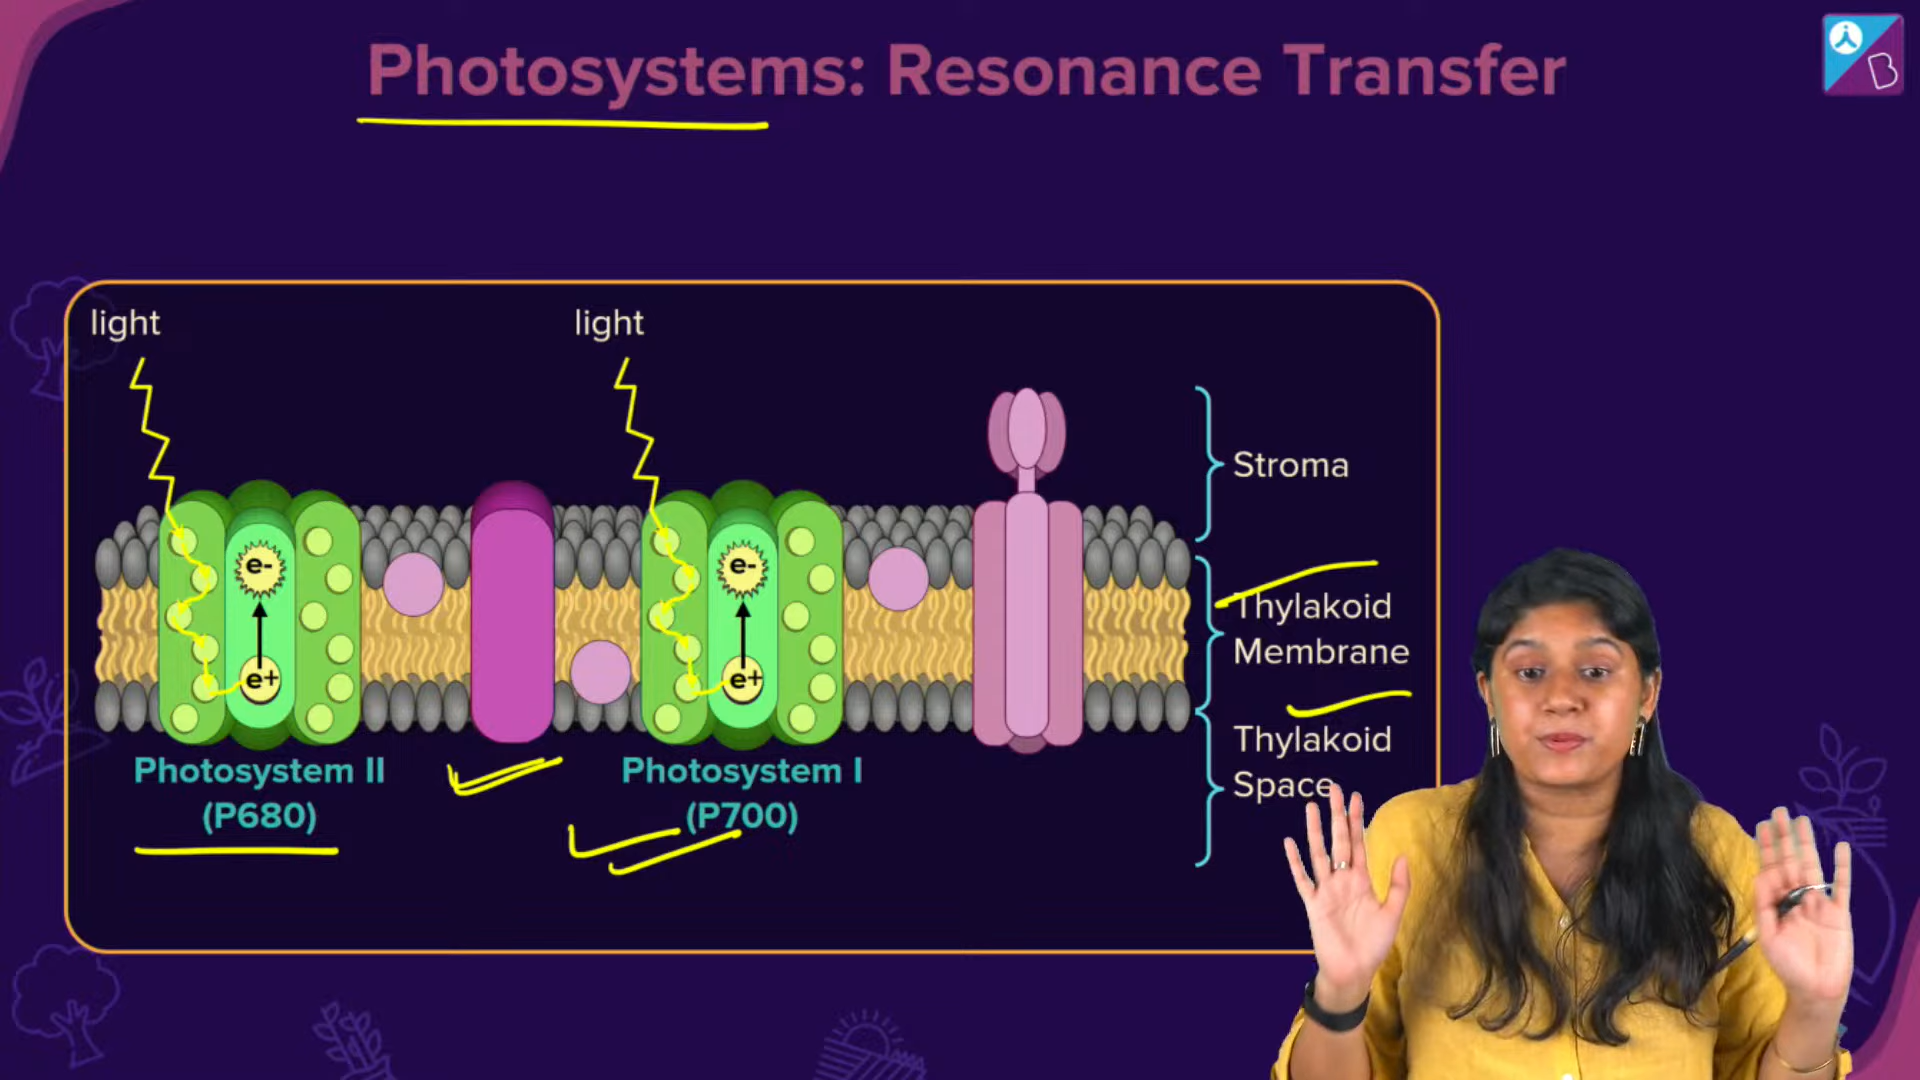 Photosystems: Resonance Transfer
light
light
e-
e-
e+
e+
Stroma
Thylakoid
Membrane
Thylakoid
Space
Photosystem II
(P680)
Photosystem I
(P700)
B